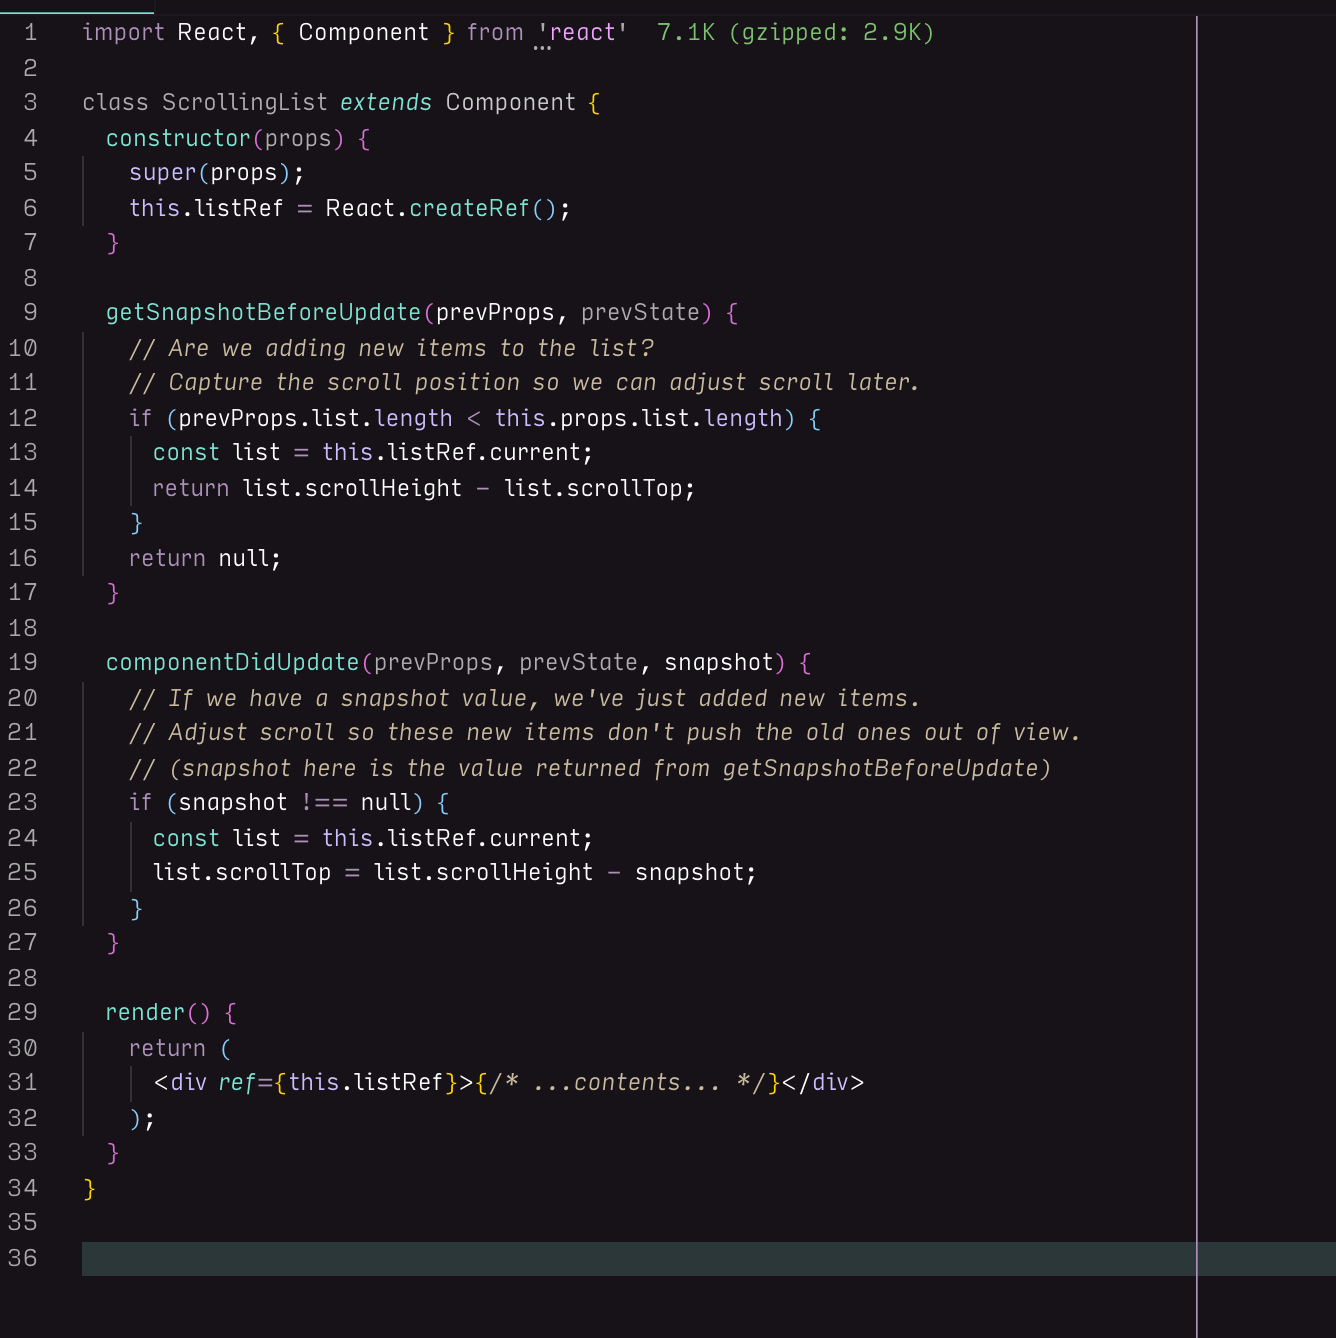 1 import React, { Component } from 'react' 7.1K (gzipped: 2.9K)
2
3 class ScrollingList extends Component {
4 constructor(props) {
5 super(props);
6 this.listRef = React.createRef();
7 }
8
9 getSnapshotBeforeUpdate(prevProps, prevState) {
10 // Are we adding new items to the list?
11 // Capture the scroll position so we can adjust scroll later.
12 if (prevProps.list.length < this.props.list.length) {
13 const list = this.listRef.current;
14 return list.scrollHeight - list.scrollTop;
15 }
16 return null;
17 }
18
19 componentDidUpdate(prevProps, prevState, snapshot) {
20 // If we have a snapshot value, we've just added new items.
21 // Adjust scroll so these new items don't push the old ones out of view.
22 // (snapshot here is the value returned from getSnapshotBeforeUpdate)
23 if (snapshot !== null) {
24 const list = this.listRef.current;
25 list.scrollTop = list.scrollHeight - snapshot;
26 }
27 }
28
29 render() {
30 return (
31 <div ref={this.listRef}>{/* ...contents... */}</div>
32 );
33 }
34 }
35
36